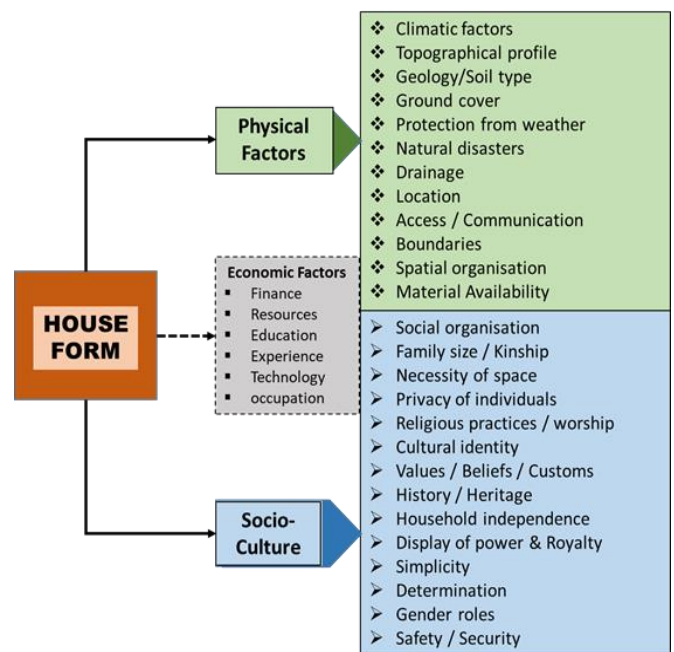 HOUSE
FORM
Physical
Factors
Climatic factors
Topographical profile
Geology/Soil type
Ground cover
Protection from weather
Natural disasters
Drainage
Location
Access / Communication
Boundaries
Spatial organisation
Material Availability
Economic Factors
Finance
Resources
Education
Experience
Technology
occupation
Socio-
Culture
Social organisation
Family size / Kinship
Necessity of space
Privacy of individuals
Religious practices / worship
Cultural identity
Values / Beliefs / Customs
History / Heritage
Household independence
Display of power & Royalty
Simplicity
Determination
Gender roles
Safety / Security